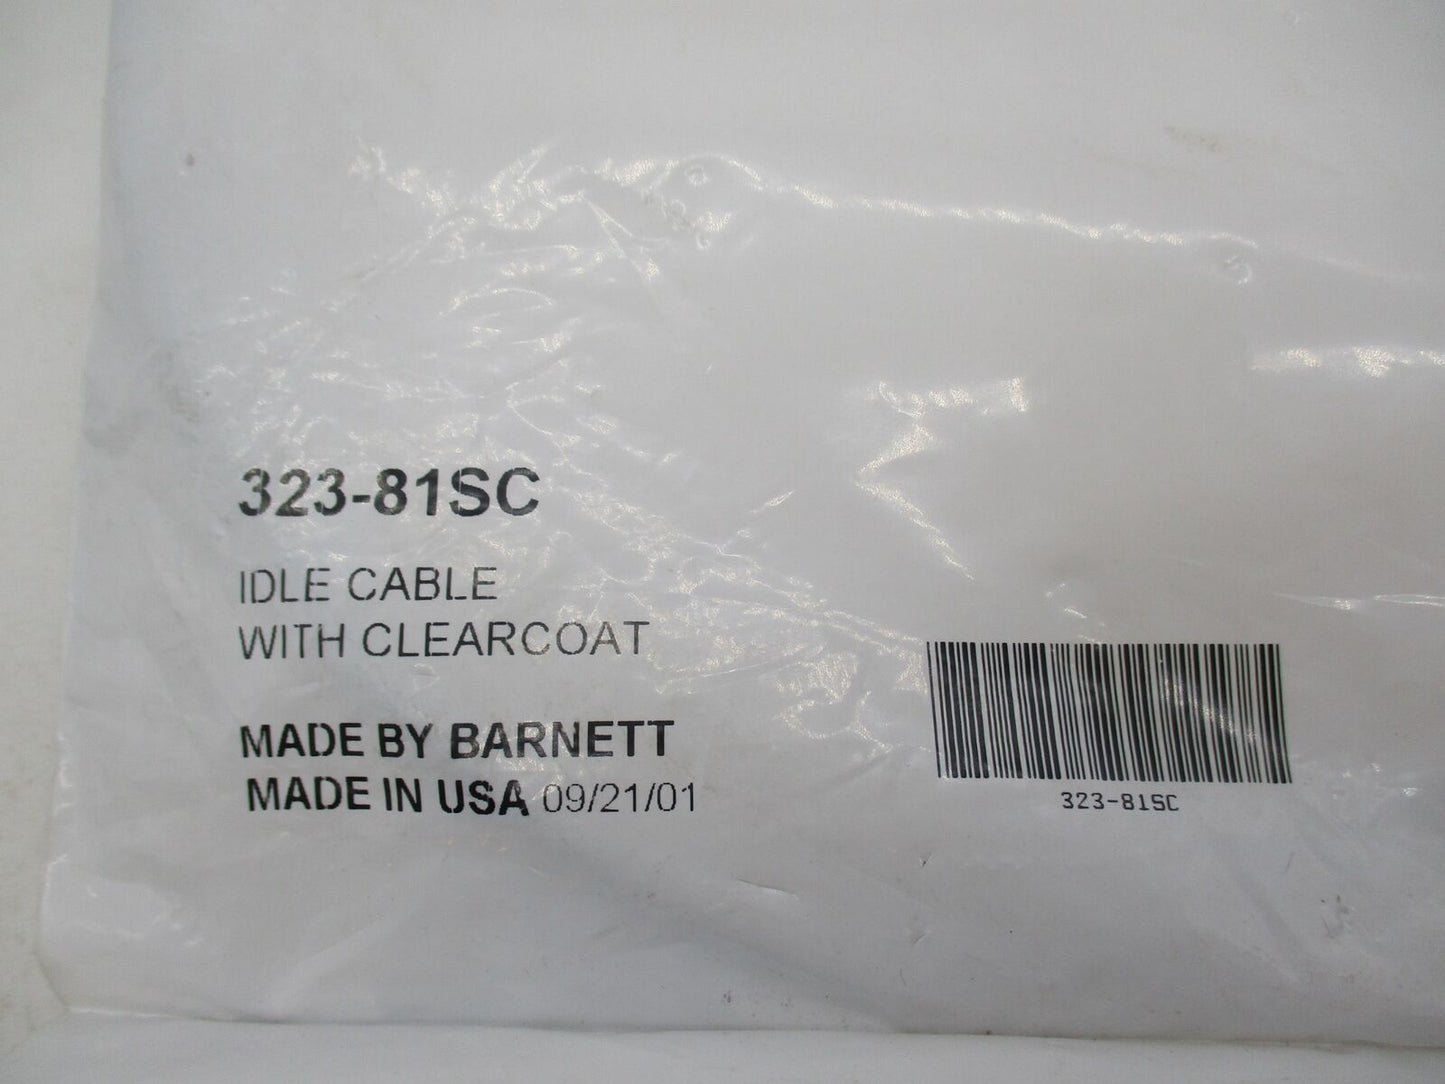 323-81SC
IDLE CABLE
WITH CLEARCOAT
MADE BY BARNETT
MADE IN USA 09/21/01
323-81SC